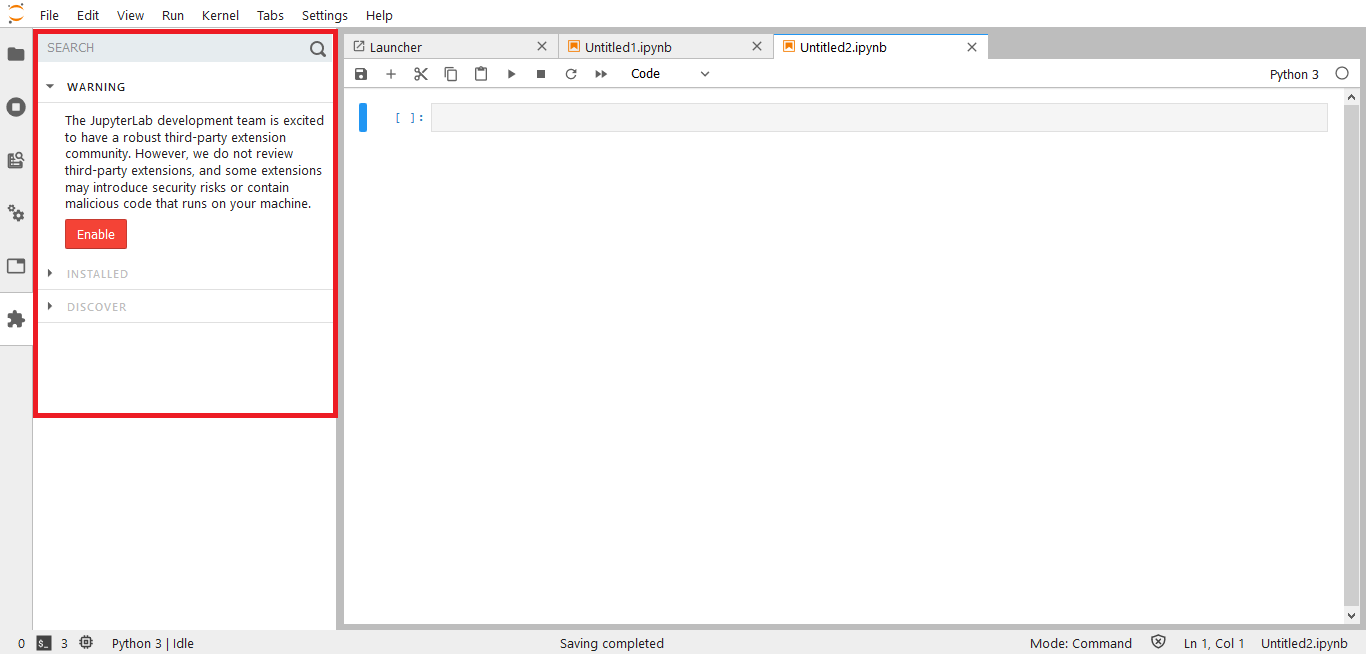 File Edit View Run Kernel Tabs Settings Help
SEARCH
WARNING
The JupyterLab development team is excited
to have a robust third-party extension
community. However, we do not review
third-party extensions, and some extensions
may introduce security risks or contain
malicious code that runs on your machine.
Enable
INSTALLED
DISCOVER
Launcher Untitled1.ipynb Untitled2.ipynb
Code Python 3
[ ]:
0 $_ 3 Python 3 | Idle Saving completed Mode: Command Ln 1, Col 1 Untitled2.ipynb